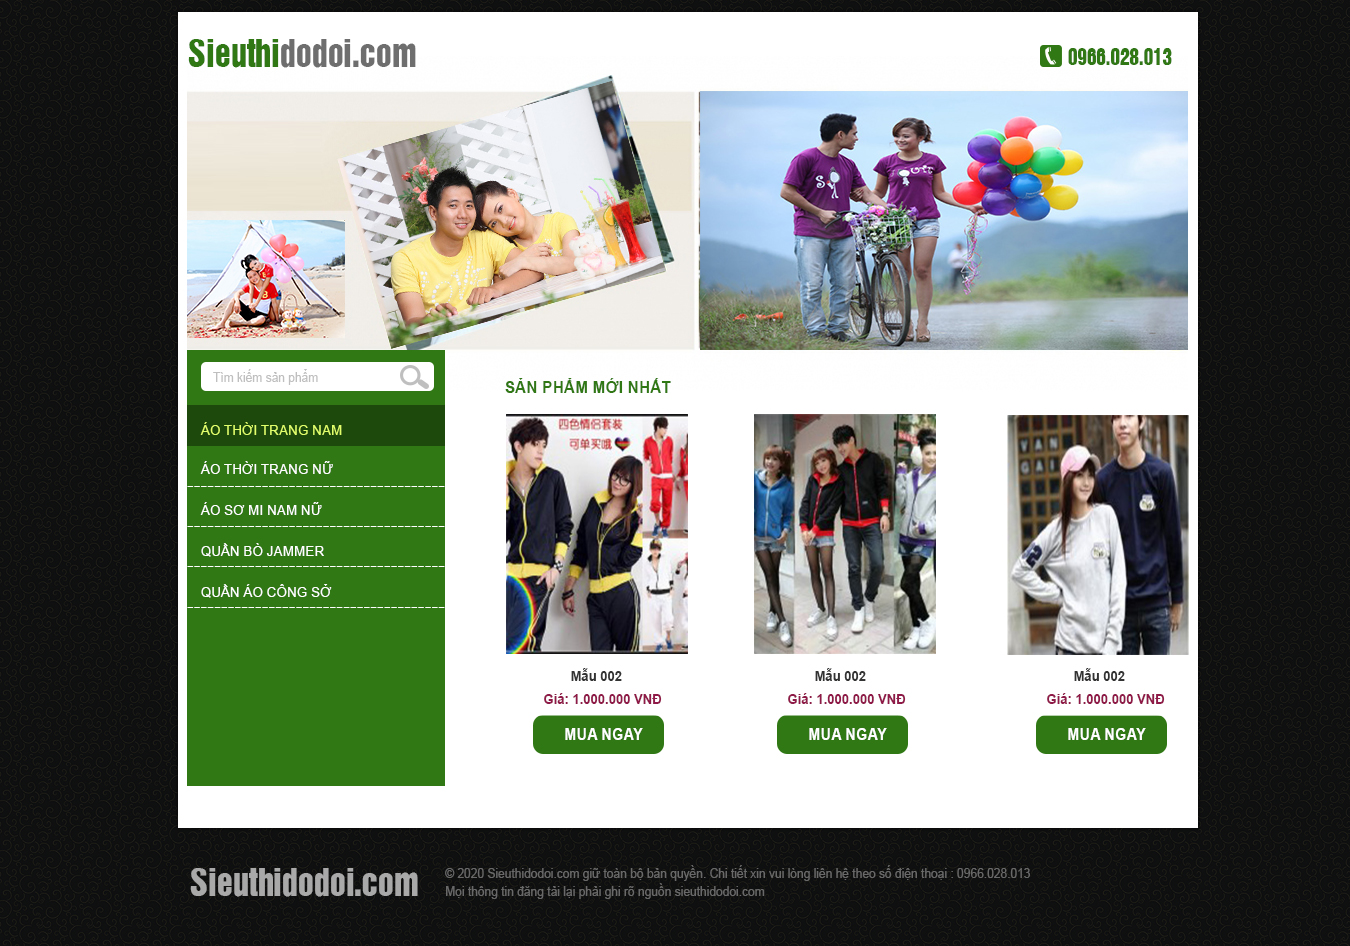 Sieuthidodoi.com
0966.028.013
Tìm kiếm sản phẩm
SẢN PHẨM MỚI NHẤT
ÁO THỜI TRANG NAM
ÁO THỜI TRANG NỮ
ÁO SƠ MI NAM NỮ
QUẦN BÒ JAMMER
QUẦN ÁO CÔNG SỞ
四色情侣套装
可单买哦
Mẫu 002
Giá: 1.000.000 VNĐ
MUA NGAY
Mẫu 002
Giá: 1.000.000 VNĐ
MUA NGAY
Mẫu 002
Giá: 1.000.000 VNĐ
MUA NGAY
Sieuthidodoi.com
© 2020 Sieuthidodoi.com giữ toàn bộ bản quyền. Chi tiết xin vui lòng liên hệ theo số điện thoại : 0966.028.013
Mọi thông tin đăng tải lại phải ghi rõ nguồn sieuthidodoi.com